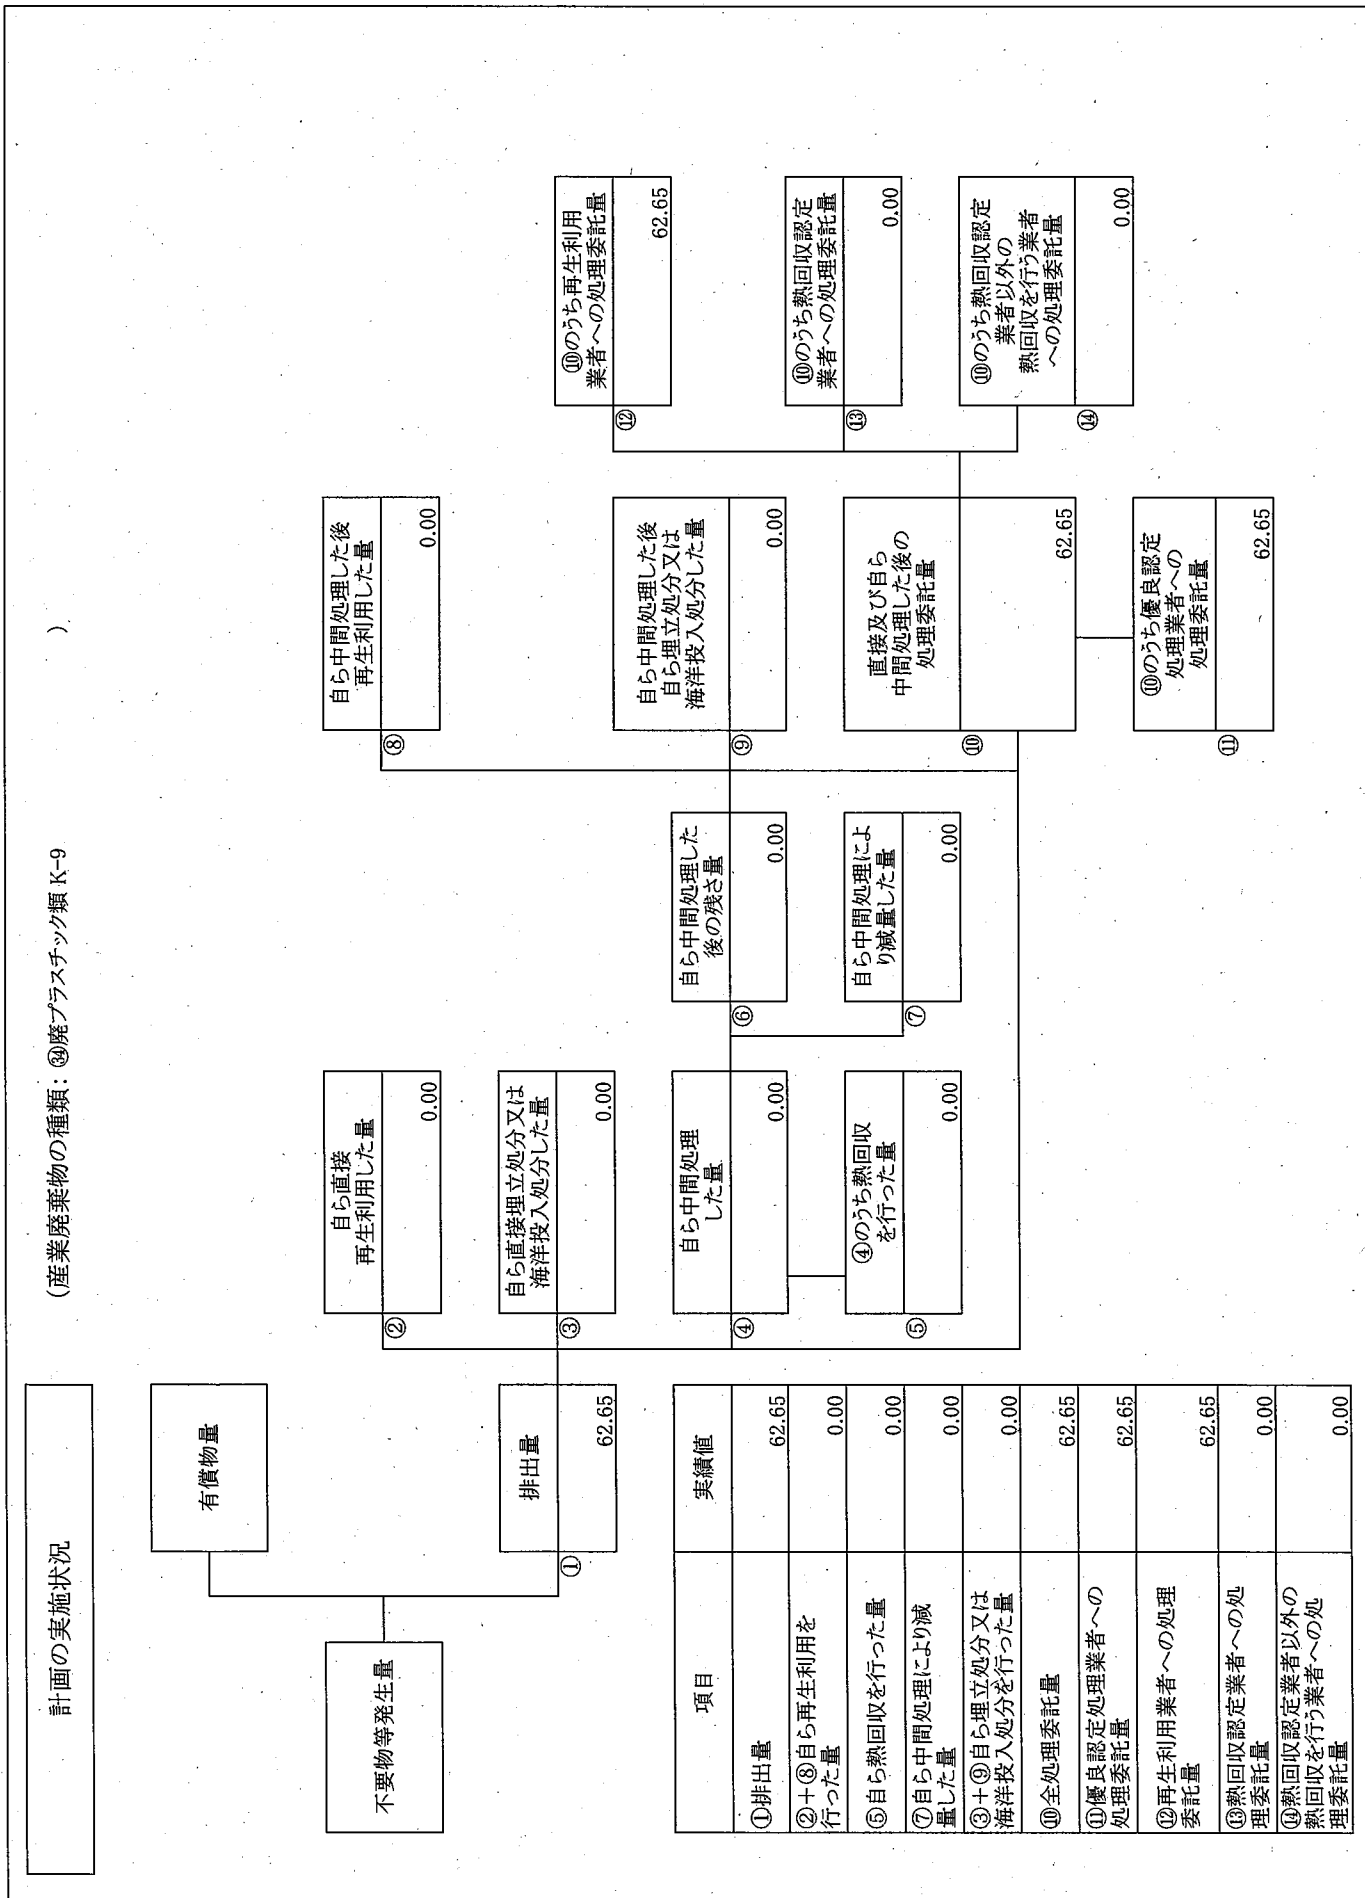 計画の実施状況
(産業廃棄物の種類: ㉞廃プラスチック類 K-9
)
不要物等発生量
有償物量
排出量
①
62.65
自ら直接
再生利用した量
②
0.00
自ら直接埋立処分又は
海洋投入処分した量
③
0.00
自ら中間処理
した量
④
0.00
④のうち熱回収
を行った量
⑤
0.00
自ら中間処理した
後の残さ量
⑥
0.00
自ら中間処理によ
り減量した量
⑦
0.00
自ら中間処理した後
再生利用した量
⑧
0.00
自ら中間処理した後
自ら埋立処分又は
海洋投入処分した量
⑨
0.00
直接及び自ら
中間処理した後の
処理委託量
⑩
62.65
⑩のうち優良認定
処理業者への
処理委託量
⑪
62.65
⑩のうち再生利用
業者への処理委託量
⑫
62.65
⑩のうち熱回収認定
業者への処理委託量
⑬
0.00
⑩のうち熱回収認定
業者以外の
熱回収を行う業者
への処理委託量
⑭
0.00
項目 実績値
①排出量 62.65
②+⑧自ら再生利用を
行った量 0.00
⑤自ら熱回収を行った量 0.00
⑦自ら中間処理により減
量した量 0.00
③+⑨自ら埋立処分又は
海洋投入処分を行った量 0.00
⑩全処理委託量 62.65
⑪優良認定処理業者への
処理委託量 62.65
⑫再生利用業者への処理
委託量 62.65
⑬熱回収認定業者への処
理委託量 0.00
⑭熱回収認定業者以外の
熱回収を行う業者への処
理委託量 0.00